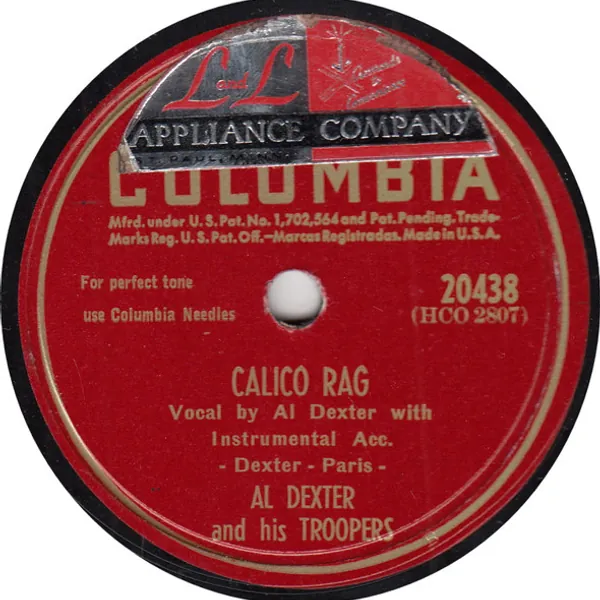 L and L
APPLIANCE COMPANY
PAUL, MINN.
COLUMBIA
Mfrd. under U.S. Pat. No. 1,702,564 and Pat. Pending. Trade-
Marks Reg. U.S. Pat. Off.—Marcas Registradas. Made in U.S.A.
For perfect tone
use Columbia Needles
20438
(HCO 2807)
CALICO RAG
Vocal by Al Dexter with
Instrumental Acc.
- Dexter - Paris -
AL DEXTER
and his TROOPERS